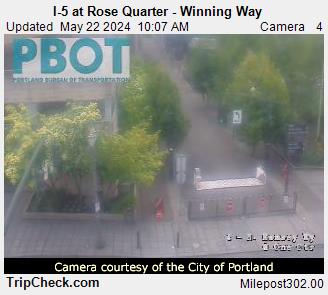 I-5 at Rose Quarter - Winning Way
Updated May 22 2024 10:07 AM Camera 4
PBOT
PORTLAND BUREAU OF TRANSPORTATION
Camera courtesy of the City of Portland
TripCheck.com Milepost302.00